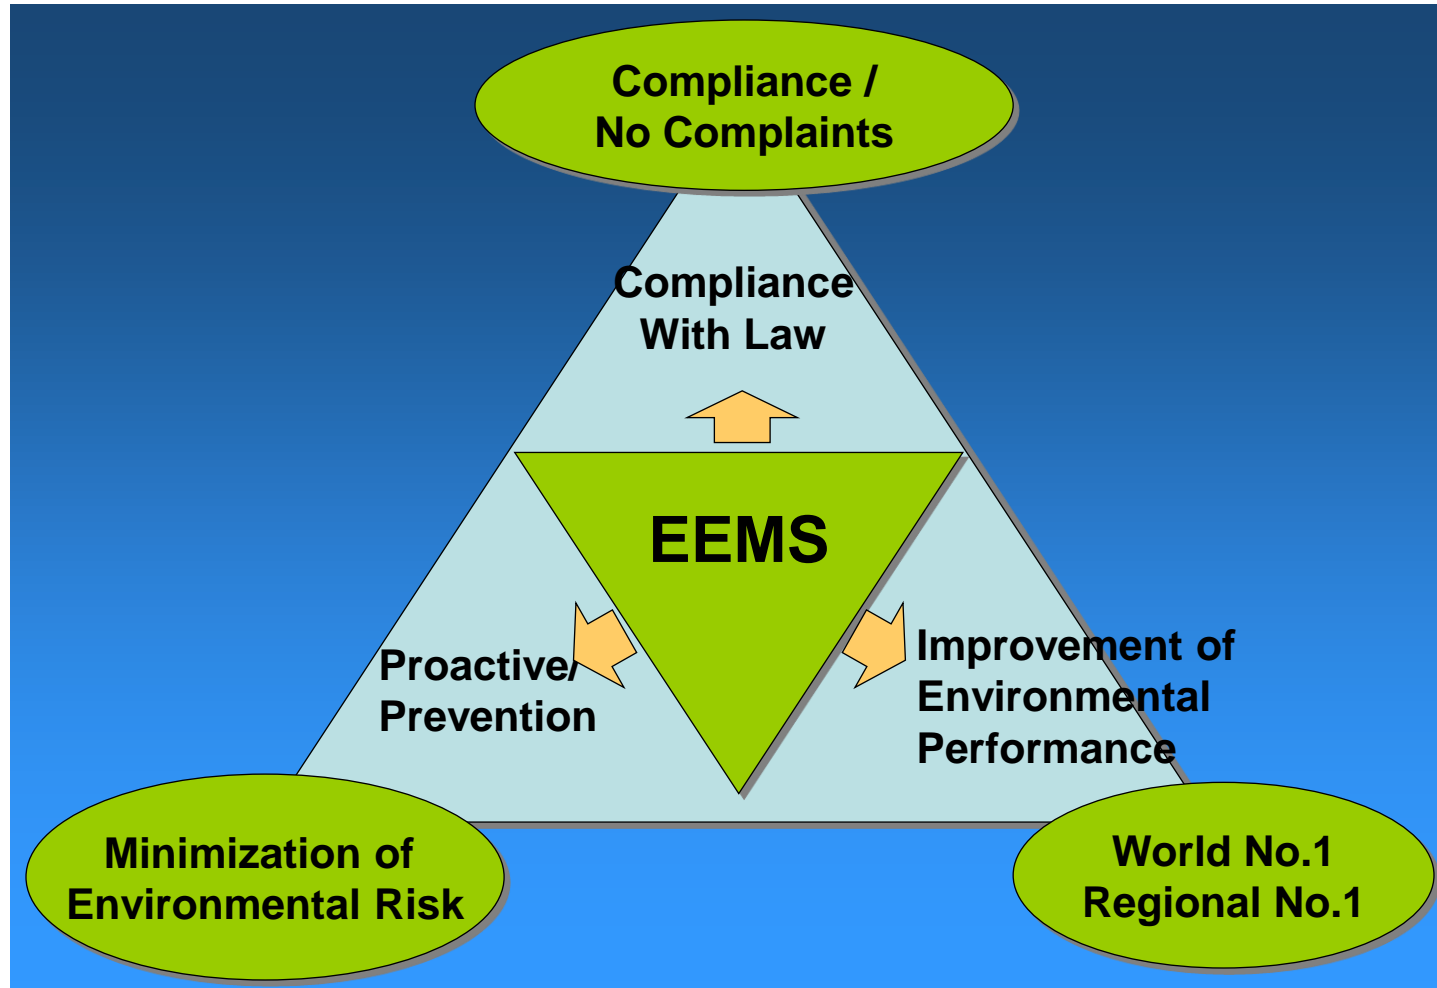 Compliance /
No Complaints
Compliance
With Law
EEMS
Proactive/
Prevention
Improvement of
Environmental
Performance
Minimization of
Environmental Risk
World No.1
Regional No.1